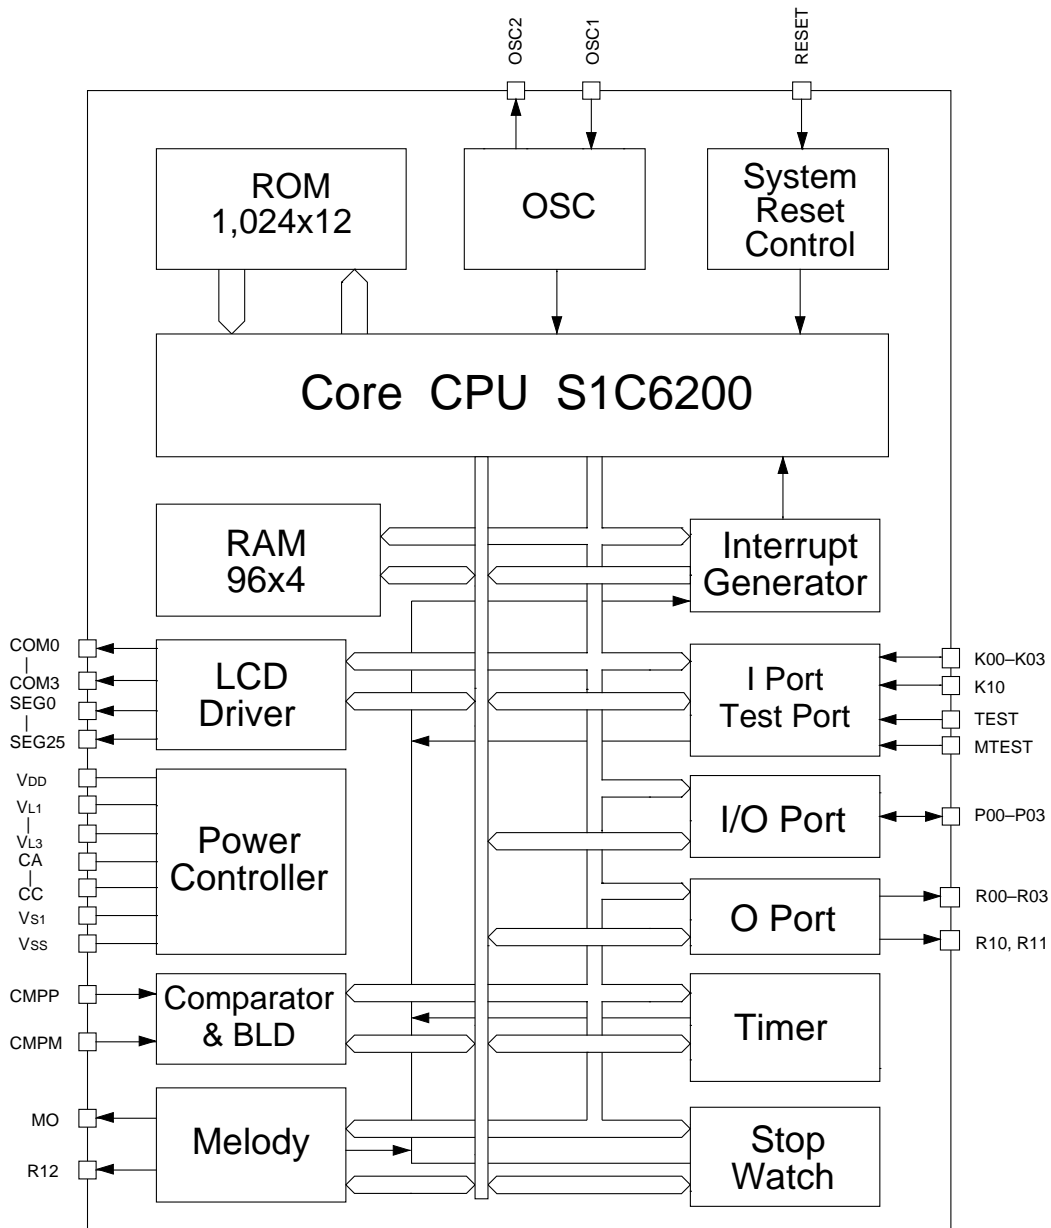 OSC2
OSC1
RESET
ROM
1,024x12
OSC
System
Reset
Control
Core CPU S1C6200
RAM
96x4
Interrupt
Generator
COM0
COM3
SEG0
SEG25
LCD
Driver
I Port
Test Port
K00–K03
K10
TEST
MTEST
VDD
VL1
VL3
CA
CC
VS1
VSS
Power
Controller
I/O Port
P00–P03
O Port
R00–R03
R10, R11
CMPP
CMPM
Comparator
& BLD
Timer
MO
R12
Melody
Stop
Watch